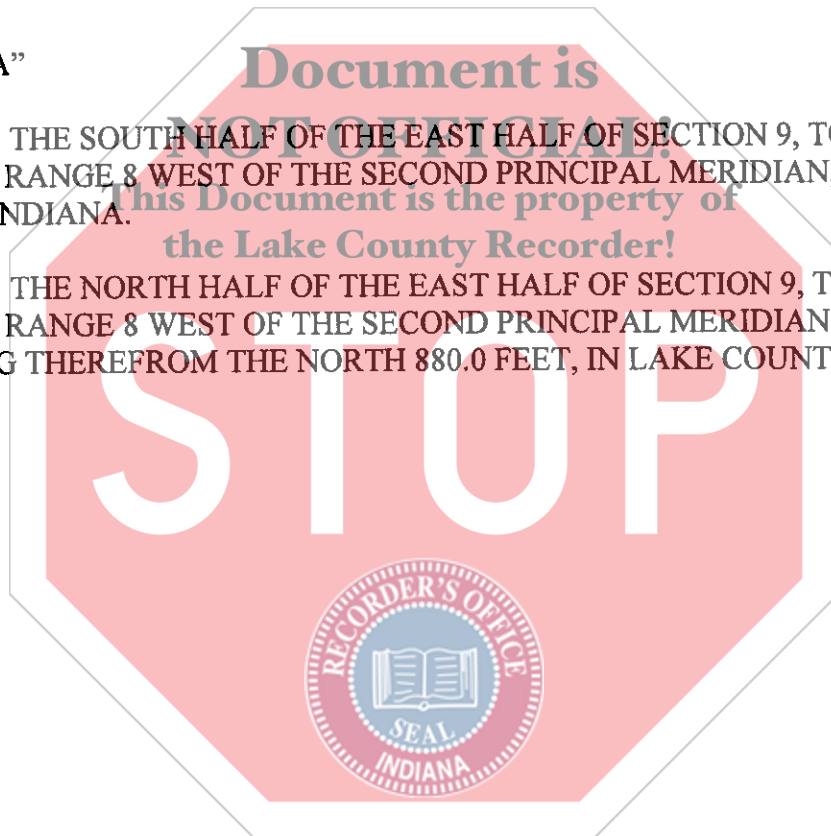 A”
Document is
THE SOUTH HALF OF THE EAST HALF OF SECTION 9, TO
NOT OFFICIAL!
RANGE 8 WEST OF THE SECOND PRINCIPAL MERIDIAN
This Document is the property of
NDIANA.
the Lake County Recorder!
THE NORTH HALF OF THE EAST HALF OF SECTION 9, T
RANGE 8 WEST OF THE SECOND PRINCIPAL MERIDIAN
G THEREFROM THE NORTH 880.0 FEET, IN LAKE COUNT
STOP
RECORDER'S OFFICE
SEAL
INDIANA